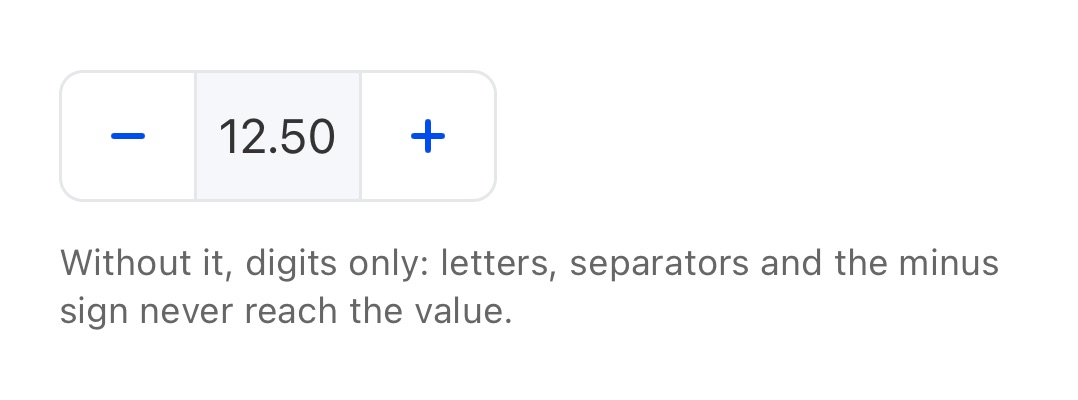 12.50
Without it, digits only: letters, separators and the minus
sign never reach the value.